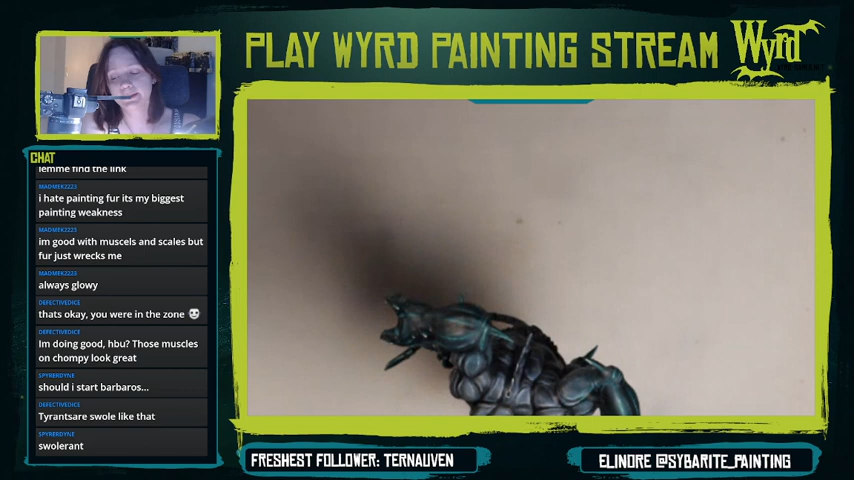 PLAY WYRD PAINTING STREAM
Wyrd
CHAT
lemme find the link
MADMEK2223
i hate painting fur its my biggest
painting weakness
MADMEK2223
im good with muscels and scales but
fur just wrecks me
MADMEK2223
always glowy
DEFECTIVEDICE
thats okay, you were in the zone
DEFECTIVEDICE
Im doing good, hbu? Those muscles
on chompy look great
SPYRERDYNE
should i start barbaros...
DEFECTIVEDICE
Tyrantsare swole like that
SPYRERDYNE
swolerant
FRESHEST FOLLOWER: TERNAUVEN
ELINORE @SYBARITE_PAINTING